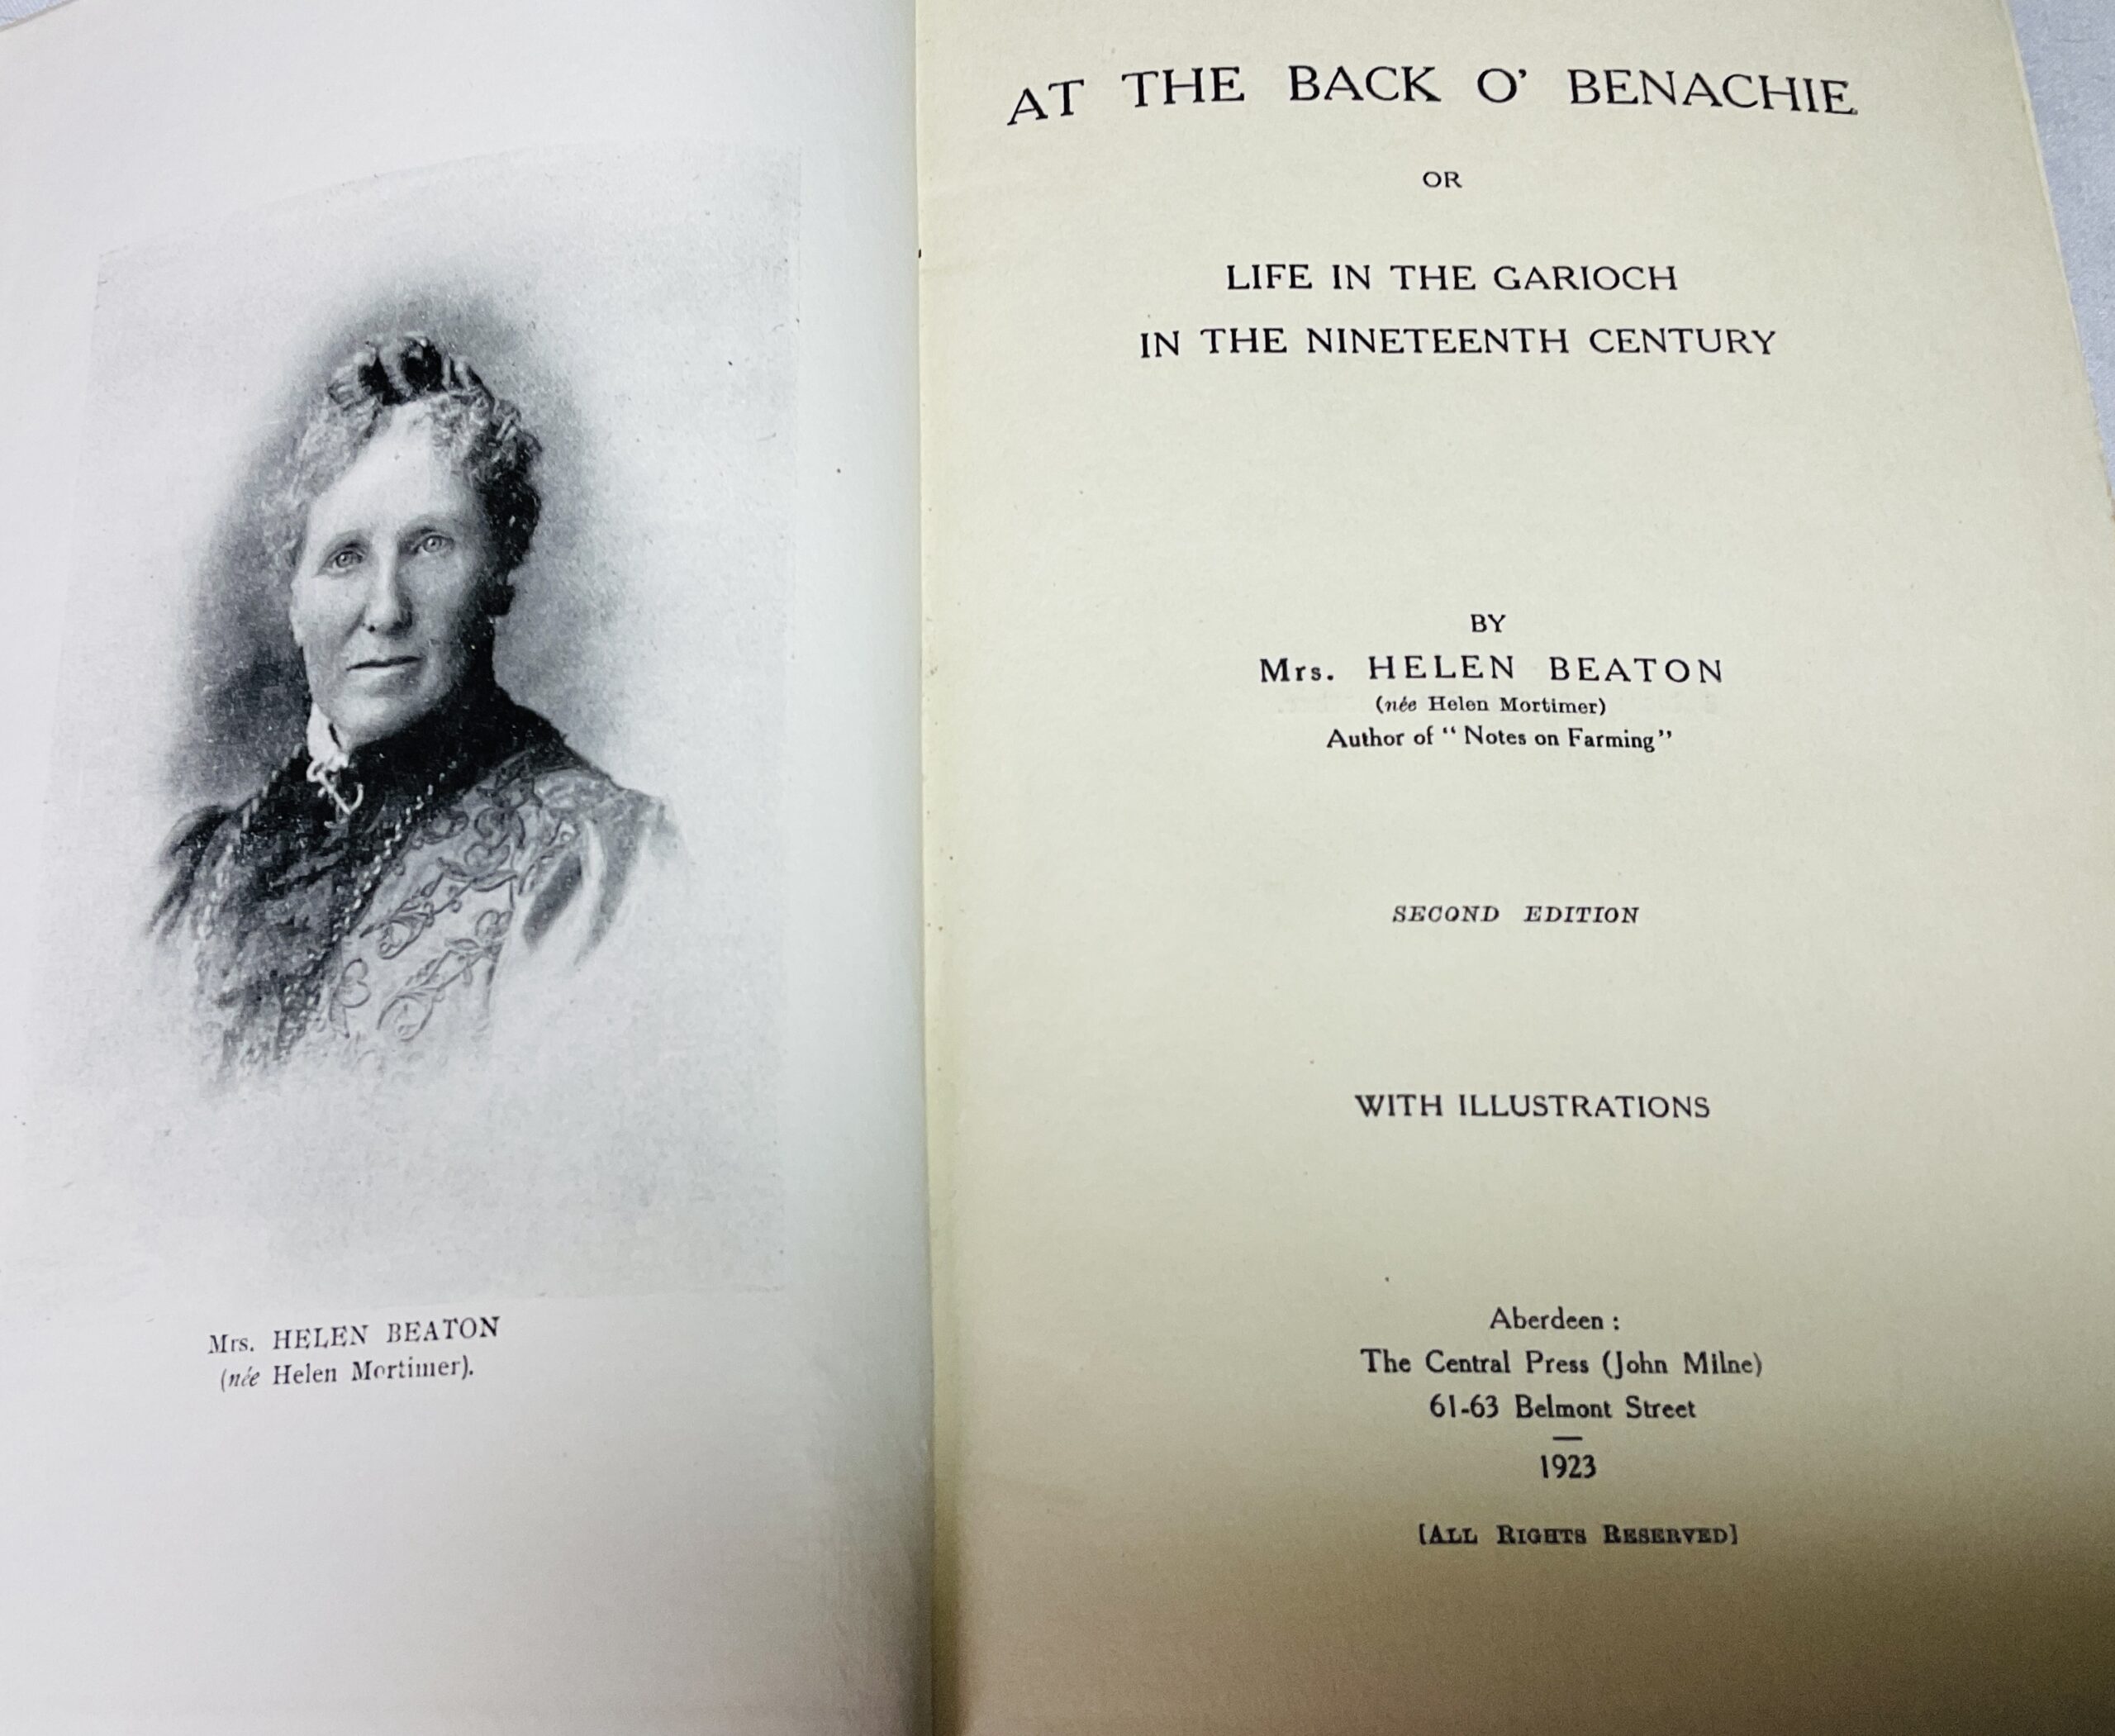 Mrs. HELEN BEATON
(née Helen Mortimer).
AT THE BACK O' BENACHIE
OR
LIFE IN THE GARIOCH
IN THE NINETEENTH CENTURY
BY
Mrs. HELEN BEATON
(née Helen Mortimer)
Author of "Notes on Farming"
SECOND EDITION
WITH ILLUSTRATIONS
Aberdeen:
The Central Press (John Milne)
61-63 Belmont Street
1923
[ALL RIGHTS RESERVED]